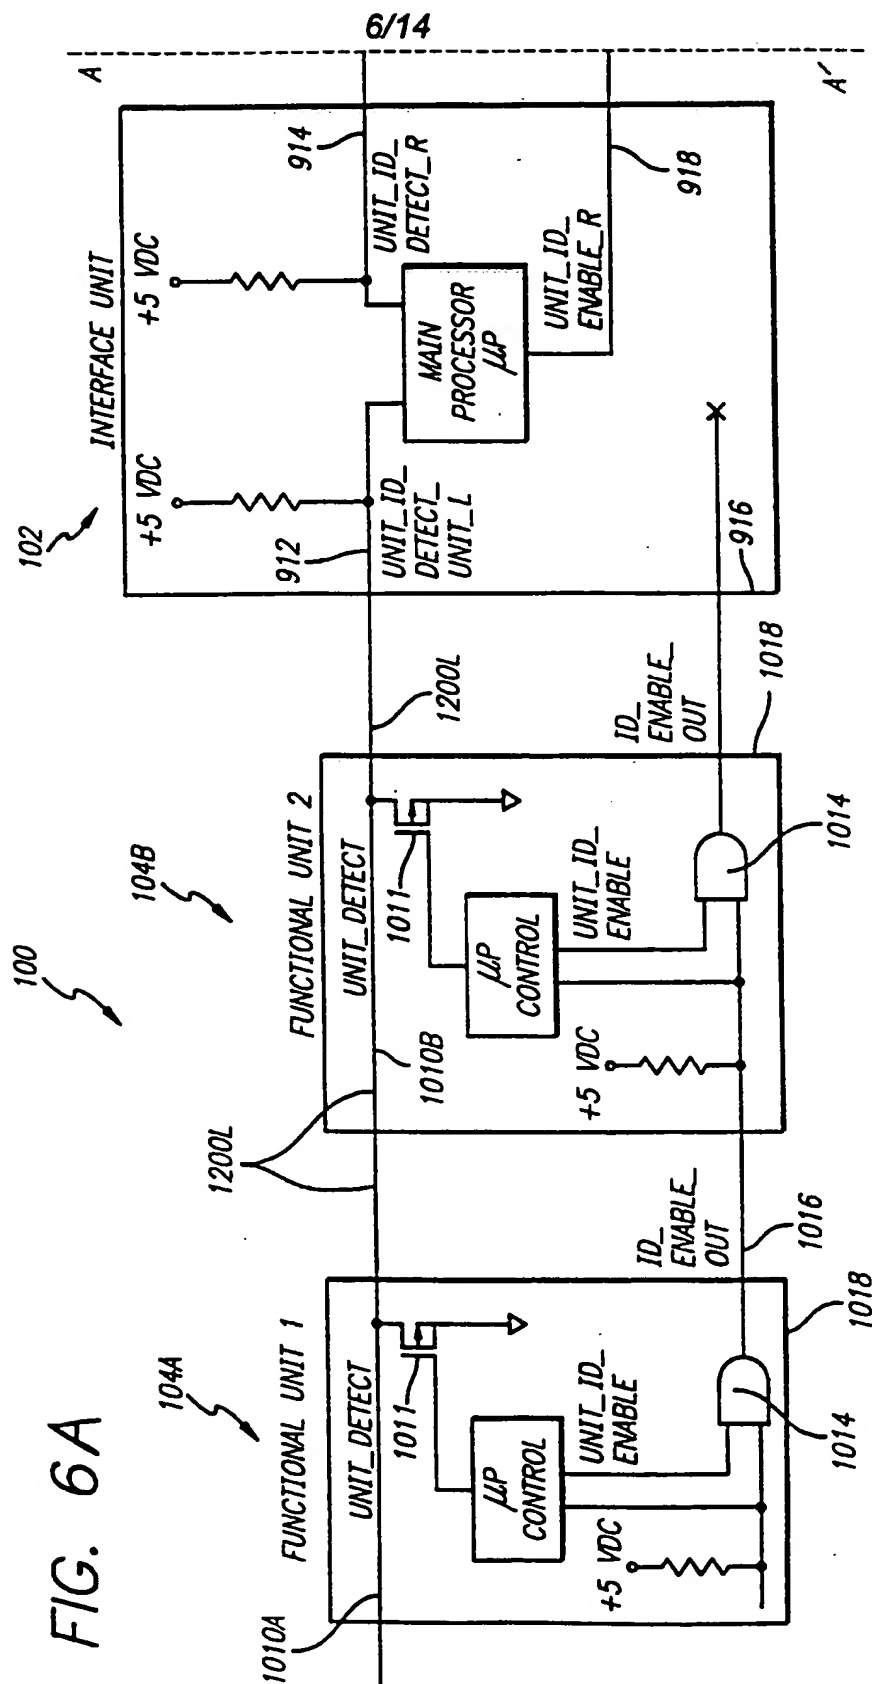 6/14
FIG. 6A
100
102
104A
104B
FUNCTIONAL UNIT 1
FUNCTIONAL UNIT 2
INTERFACE UNIT
A
A′
1010A
UNIT_DETECT
1011
μP
CONTROL
UNIT_ID_
ENABLE
+5 VDC
1014
1018
ID_
ENABLE_
OUT
1016
1200L
1010B
UNIT_DETECT
1011
μP
CONTROL
UNIT_ID_
ENABLE
+5 VDC
1014
1018
ID_
ENABLE_
OUT
1200L
+5 VDC
+5 VDC
912
UNIT_ID_
DETECT_
UNIT_L
914
UNIT_ID_
DETECT_R
MAIN
PROCESSOR
μP
UNIT_ID_
ENABLE_R
916
918